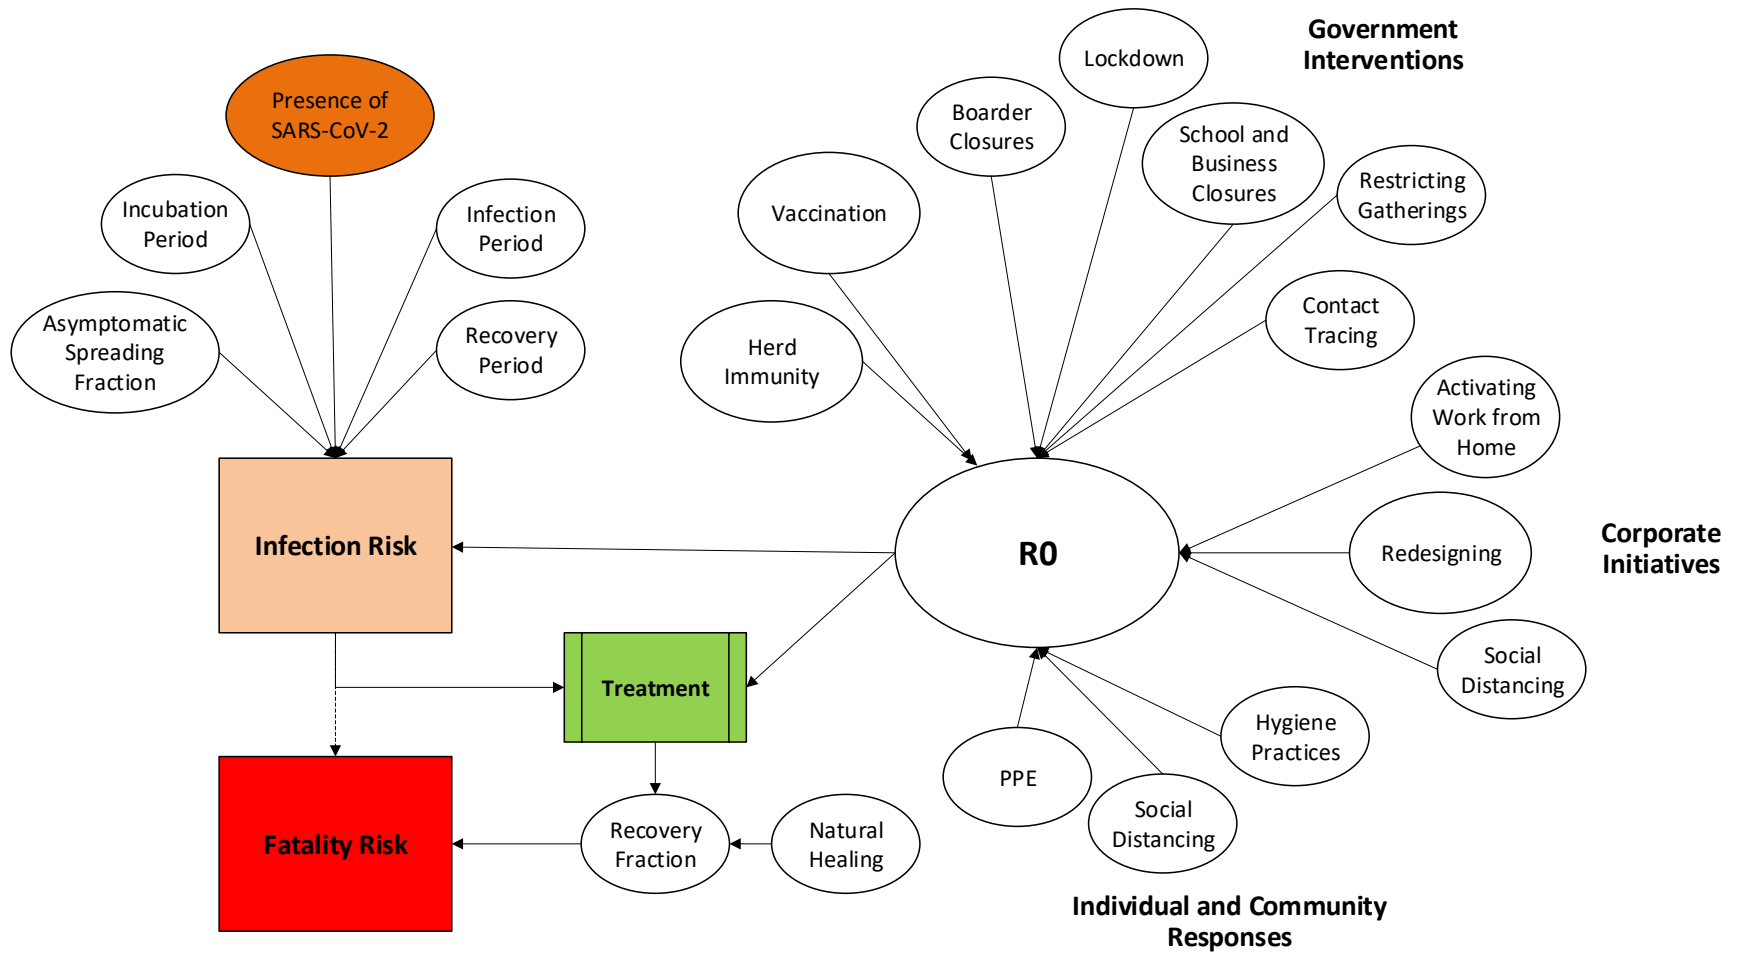 Government
Interventions
Lockdown
Presence of
SARS-CoV-2
Boarder
Closures
School and
Business
Closures
Restricting
Gatherings
Vaccination
Incubation
Period
Infection
Period
Contact
Tracing
Asymptomatic
Spreading
Fraction
Recovery
Period
Herd
Immunity
Activating
Work from
Home
Infection Risk
R0
Redesigning
Corporate
Initiatives
Treatment
Social
Distancing
Hygiene
Practices
PPE
Social
Distancing
Fatality Risk
Recovery
Fraction
Natural
Healing
Individual and Community
Responses